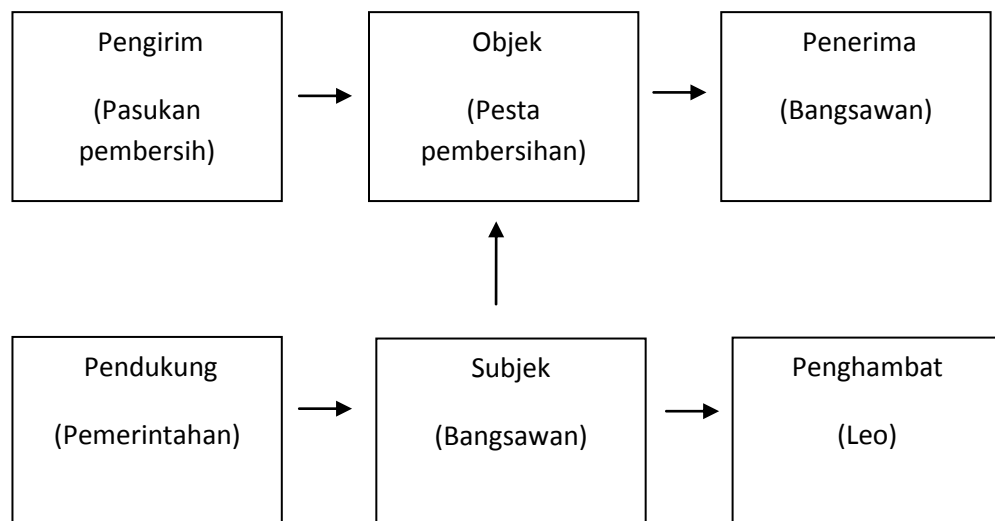 Pengirim
(Pasukan
pembersih)
Objek
(Pesta
pembersihan)
Penerima
(Bangsawan)
Pendukung
(Pemerintahan)
Subjek
(Bangsawan)
Penghambat
(Leo)